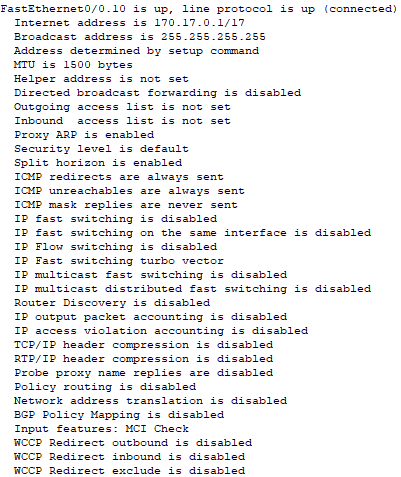 FastEthernet0/0.10 is up, line protocol is up (connected)
Internet address is 170.17.0.1/17
Broadcast address is 255.255.255.255
Address determined by setup command
MTU is 1500 bytes
Helper address is not set
Directed broadcast forwarding is disabled
Outgoing access list is not set
Inbound  access list is not set
Proxy ARP is enabled
Security level is default
Split horizon is enabled
ICMP redirects are always sent
ICMP unreachables are always sent
ICMP mask replies are never sent
IP fast switching is disabled
IP fast switching on the same interface is disabled
IP Flow switching is disabled
IP Fast switching turbo vector
IP multicast fast switching is disabled
IP multicast distributed fast switching is disabled
Router Discovery is disabled
IP output packet accounting is disabled
IP access violation accounting is disabled
TCP/IP header compression is disabled
RTP/IP header compression is disabled
Probe proxy name replies are disabled
Policy routing is disabled
Network address translation is disabled
BGP Policy Mapping is disabled
Input features: MCI Check
WCCP Redirect outbound is disabled
WCCP Redirect inbound is disabled
WCCP Redirect exclude is disabled